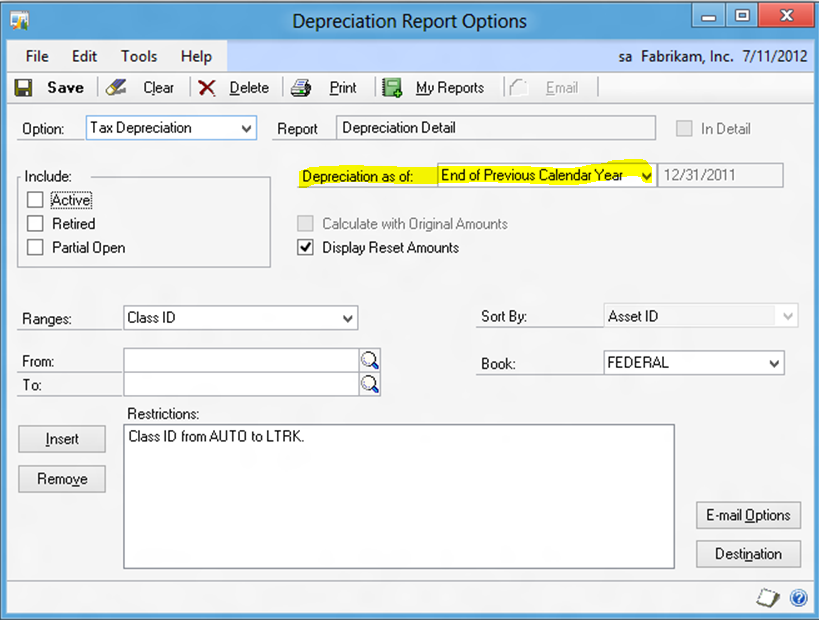 Depreciation Report Options
File Edit Tools Help sa Fabrikam, Inc. 7/11/2012
Save Clear Delete Print My Reports Email
Option: Tax Depreciation Report Depreciation Detail In Detail
Include:
Depreciation as of: End of Previous Calendar Year 12/31/2011
Active
Retired
Partial Open
Calculate with Original Amounts
Display Reset Amounts
Ranges: Class ID Sort By: Asset ID
From: Book: FEDERAL
To:
Restrictions:
Insert
Remove
Class ID from AUTO to LTRK.
E-mail Options
Destination